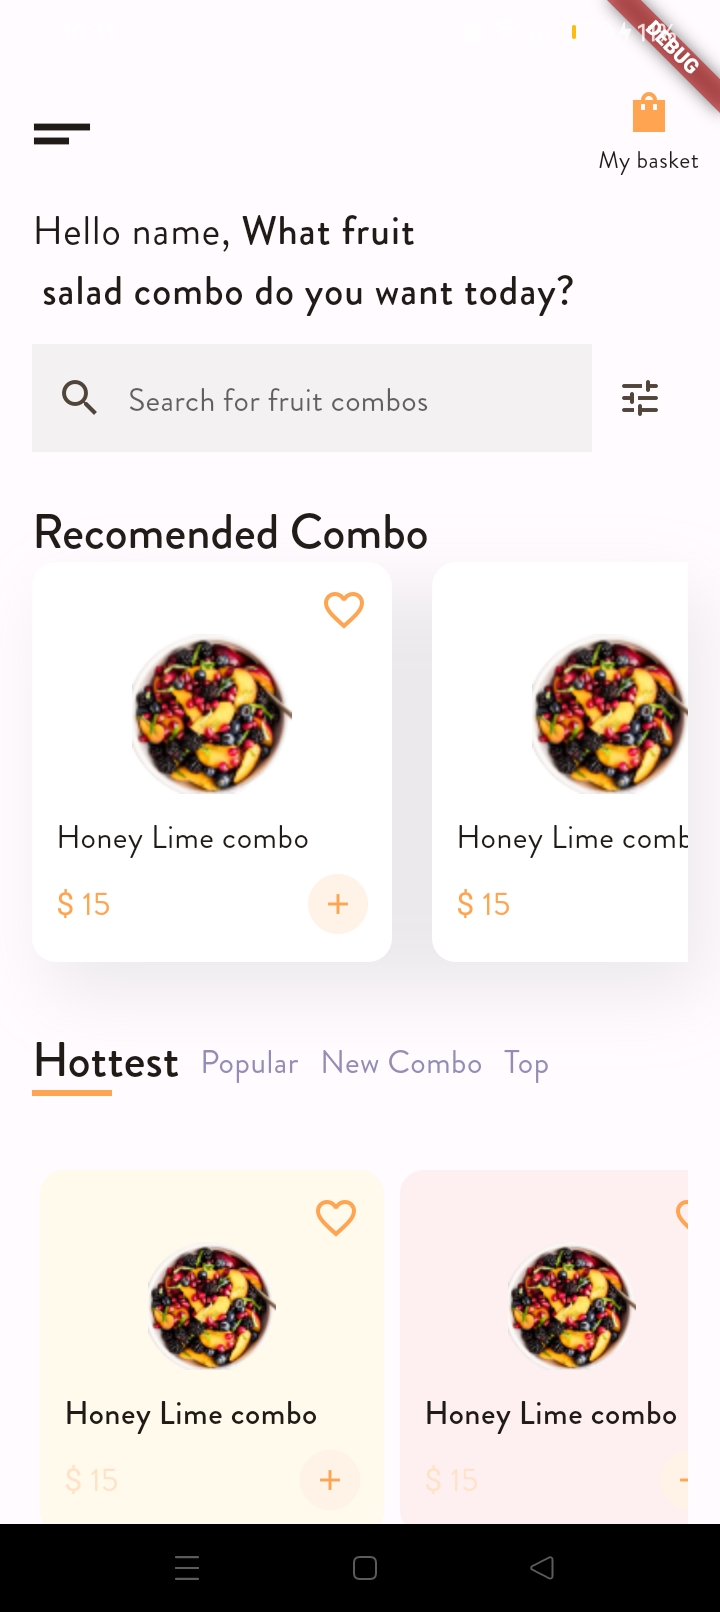 DEBUG
My basket
Hello name, What fruit
salad combo do you want today?
Search for fruit combos
Recomended Combo
Honey Lime combo
$ 15
+
Honey Lime comb
$ 15
Hottest Popular New Combo Top
Honey Lime combo
$ 15
+
Honey Lime combo
$ 15